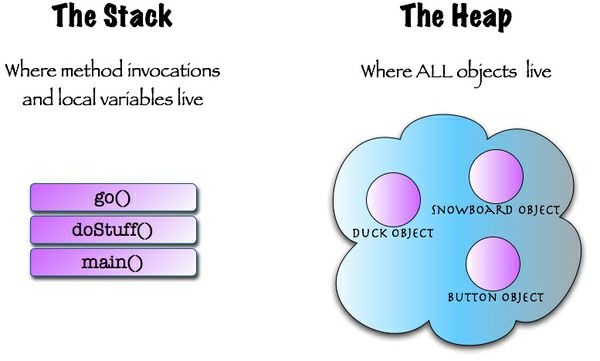 The Stack
Where method invocations
and local variables live
go()
doStuff()
main()
The Heap
Where ALL objects live
SNOWBOARD OBJECT
DUCK OBJECT
BUTTON OBJECT